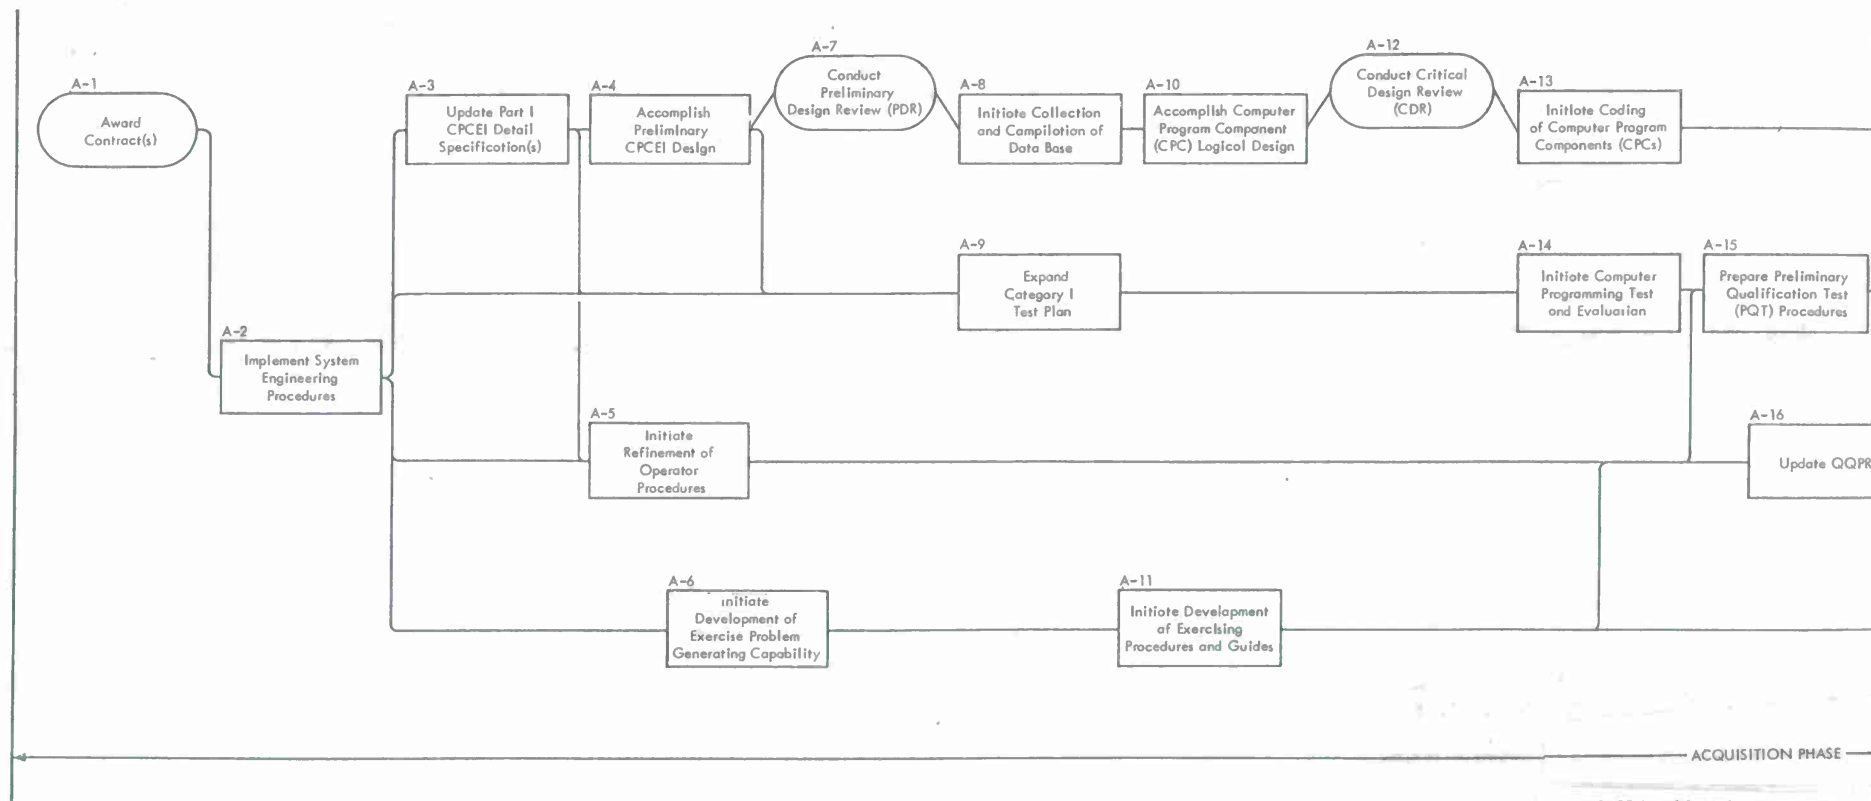 A-1
Award
Contract(s)
A-2
Implement System
Engineering
Procedures
A-3
Update Part I
CPCEI Detail
Specification(s)
A-4
Accomplish
Preliminary
CPCEI Design
A-5
Initiate
Refinement of
Operator
Procedures
A-6
Initiate
Development of
Exercise Problem
Generating Capability
A-7
Conduct
Preliminary
Design Review (PDR)
A-8
Initiate Collection
and Compilation of
Data Base
A-9
Expand
Category I
Test Plan
A-10
Accomplish Computer
Program Component
(CPC) Logical Design
A-11
Initiate Development
of Exercising
Procedures and Guides
A-12
Conduct Critical
Design Review
(CDR)
A-13
Initiate Coding
of Computer Program
Components (CPCs)
A-14
Initiate Computer
Programming Test
and Evaluation
A-15
Prepare Preliminary
Qualification Test
(PQT) Procedures
A-16
Update QQPR
ACQUISITION PHASE